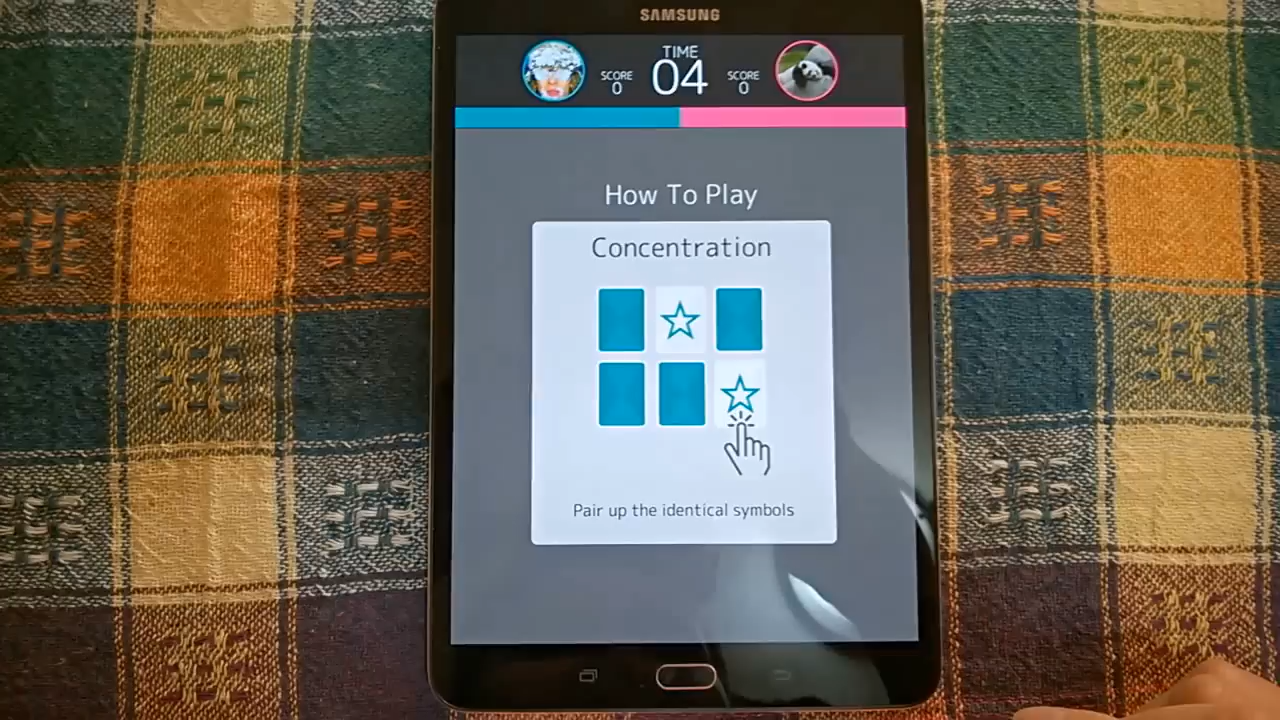 SAMSUNG
TIME
SCORE 04 SCORE
0 0
How To Play
Concentration
Pair up the identical symbols